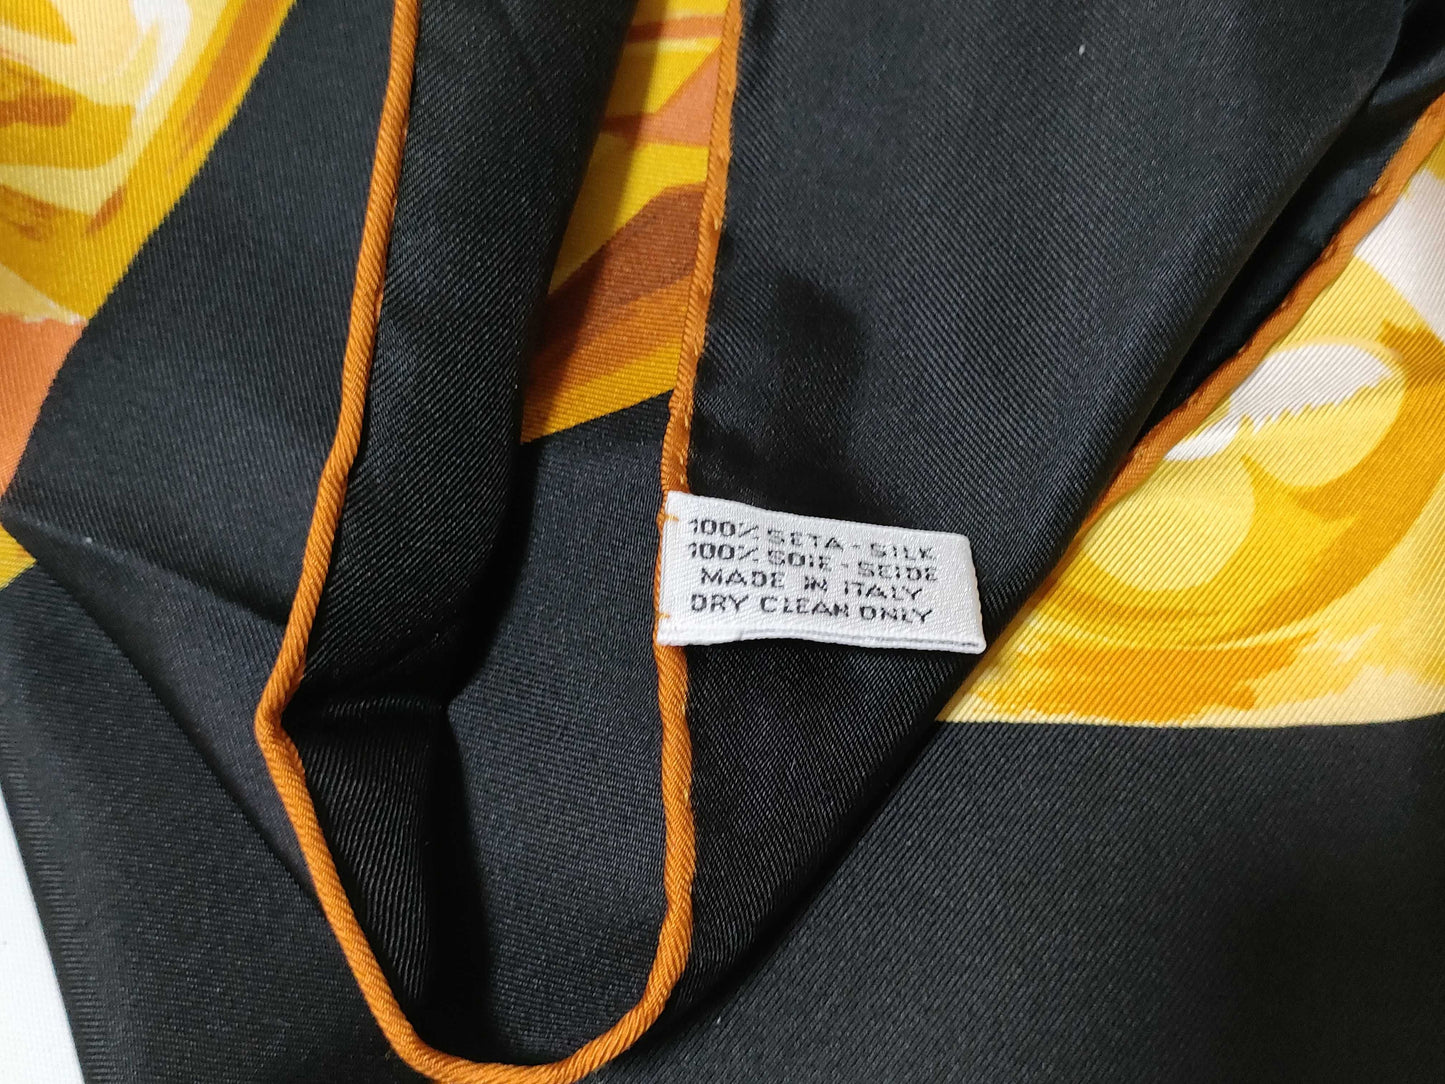 100% SETA - SILK
100% SOIE - SEIDE
MADE IN ITALY
DRY CLEAN ONLY